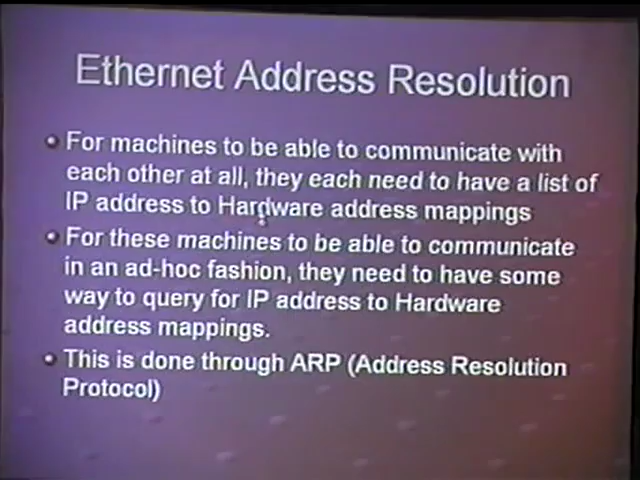 Ethernet Address Resolution
For machines to be able to communicate with
each other at all, they each need to have a list of
IP address to Hardware address mappings
For these machines to be able to communicate
in an ad-hoc fashion, they need to have some
way to query for IP address to Hardware
address mappings.
This is done through ARP (Address Resolution
Protocol)